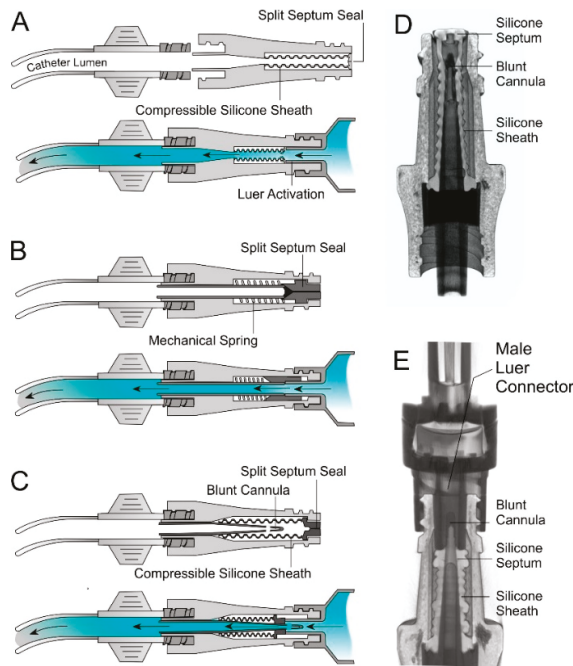 A
Split Septum Seal
Catheter Lumen
Compressible Silicone Sheath
Luer Activation
B
Split Septum Seal
Mechanical Spring
C
Split Septum Seal
Blunt Cannula
Compressible Silicone Sheath
D
Silicone
Septum
Blunt
Cannula
Silicone
Sheath
E
Male
Luer
Connector
Blunt
Cannula
Silicone
Septum
Silicone
Sheath